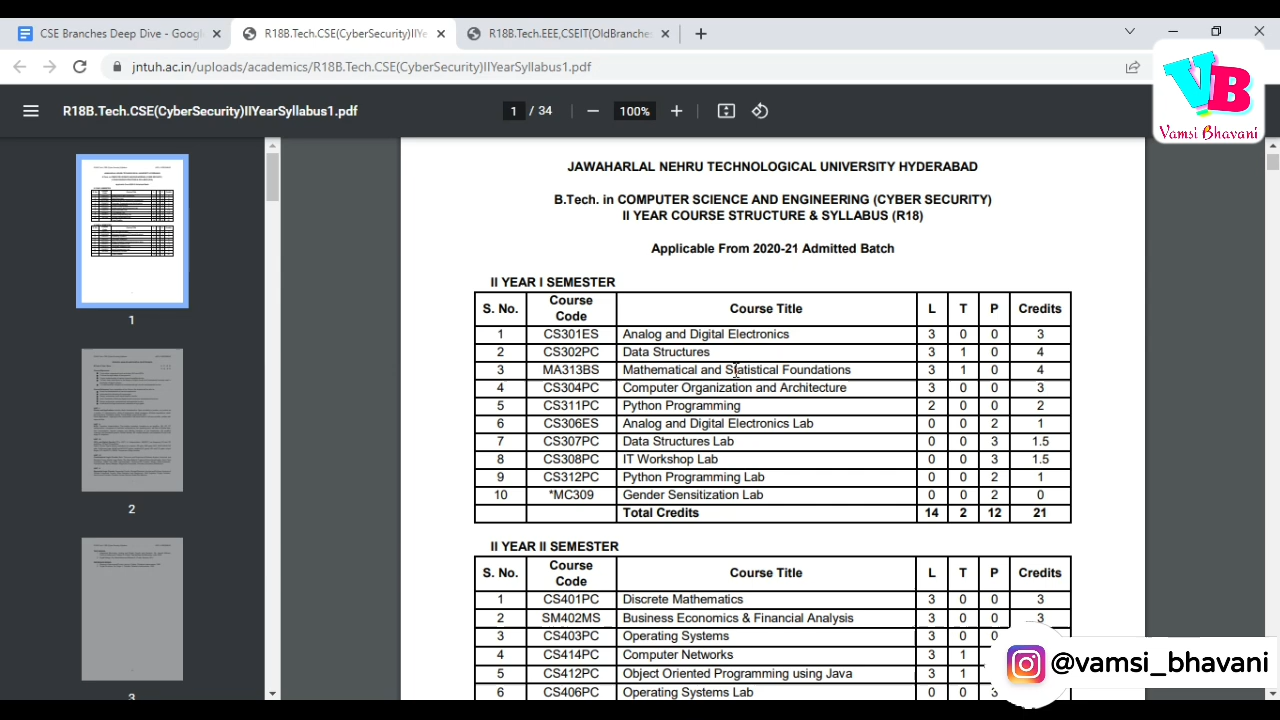 CSE Branches Deep Dive - Googl
R18B.Tech.CSE(CyberSecurity)IIYe
R18B.Tech.EEE,CSEIT(OldBranche
jntuh.ac.in/uploads/academics/R18B.Tech.CSE(CyberSecurity)IIYearSyllabus1.pdf
VB
Vamsi Bhavani
R18B.Tech.CSE(CyberSecurity)IIYearSyllabus1.pdf
1 / 34
100%
JAWAHARLAL NEHRU TECHNOLOGICAL UNIVERSITY HYDERABAD
B.Tech. in COMPUTER SCIENCE AND ENGINEERING (CYBER SECURITY)
II YEAR COURSE STRUCTURE & SYLLABUS (R18)
Applicable From 2020-21 Admitted Batch
II YEAR I SEMESTER
S. No. Course Code Course Title L T P Credits
1 CS301ES Analog and Digital Electronics 3 0 0 3
2 CS302PC Data Structures 3 1 0 4
3 MA313BS Mathematical and Statistical Foundations 3 1 0 4
4 CS304PC Computer Organization and Architecture 3 0 0 3
5 CS311PC Python Programming 2 0 0 2
6 CS306ES Analog and Digital Electronics Lab 0 0 2 1
7 CS307PC Data Structures Lab 0 0 3 1.5
8 CS308PC IT Workshop Lab 0 0 3 1.5
9 CS312PC Python Programming Lab 0 0 2 1
10 *MC309 Gender Sensitization Lab 0 0 2 0
Total Credits 14 2 12 21
II YEAR II SEMESTER
S. No. Course Code Course Title L T P Credits
1 CS401PC Discrete Mathematics 3 0 0 3
2 SM402MS Business Economics & Financial Analysis 3 0 0 3
3 CS403PC Operating Systems 3 0 0
4 CS414PC Computer Networks 3 1
5 CS412PC Object Oriented Programming using Java 3 1
6 CS406PC Operating Systems Lab 0 0 3
1
2
3
@vamsi_bhavani